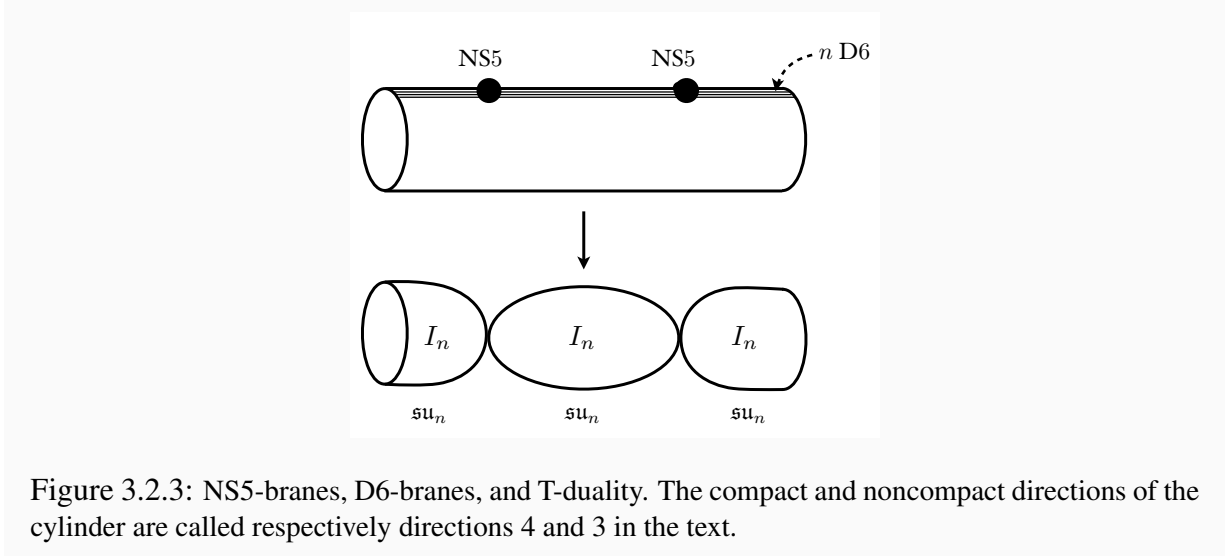 NS5 NS5 n D6
I_n I_n I_n
𝔰𝔲_n 𝔰𝔲_n 𝔰𝔲_n
Figure 3.2.3: NS5-branes, D6-branes, and T-duality. The compact and noncompact directions of the
cylinder are called respectively directions 4 and 3 in the text.